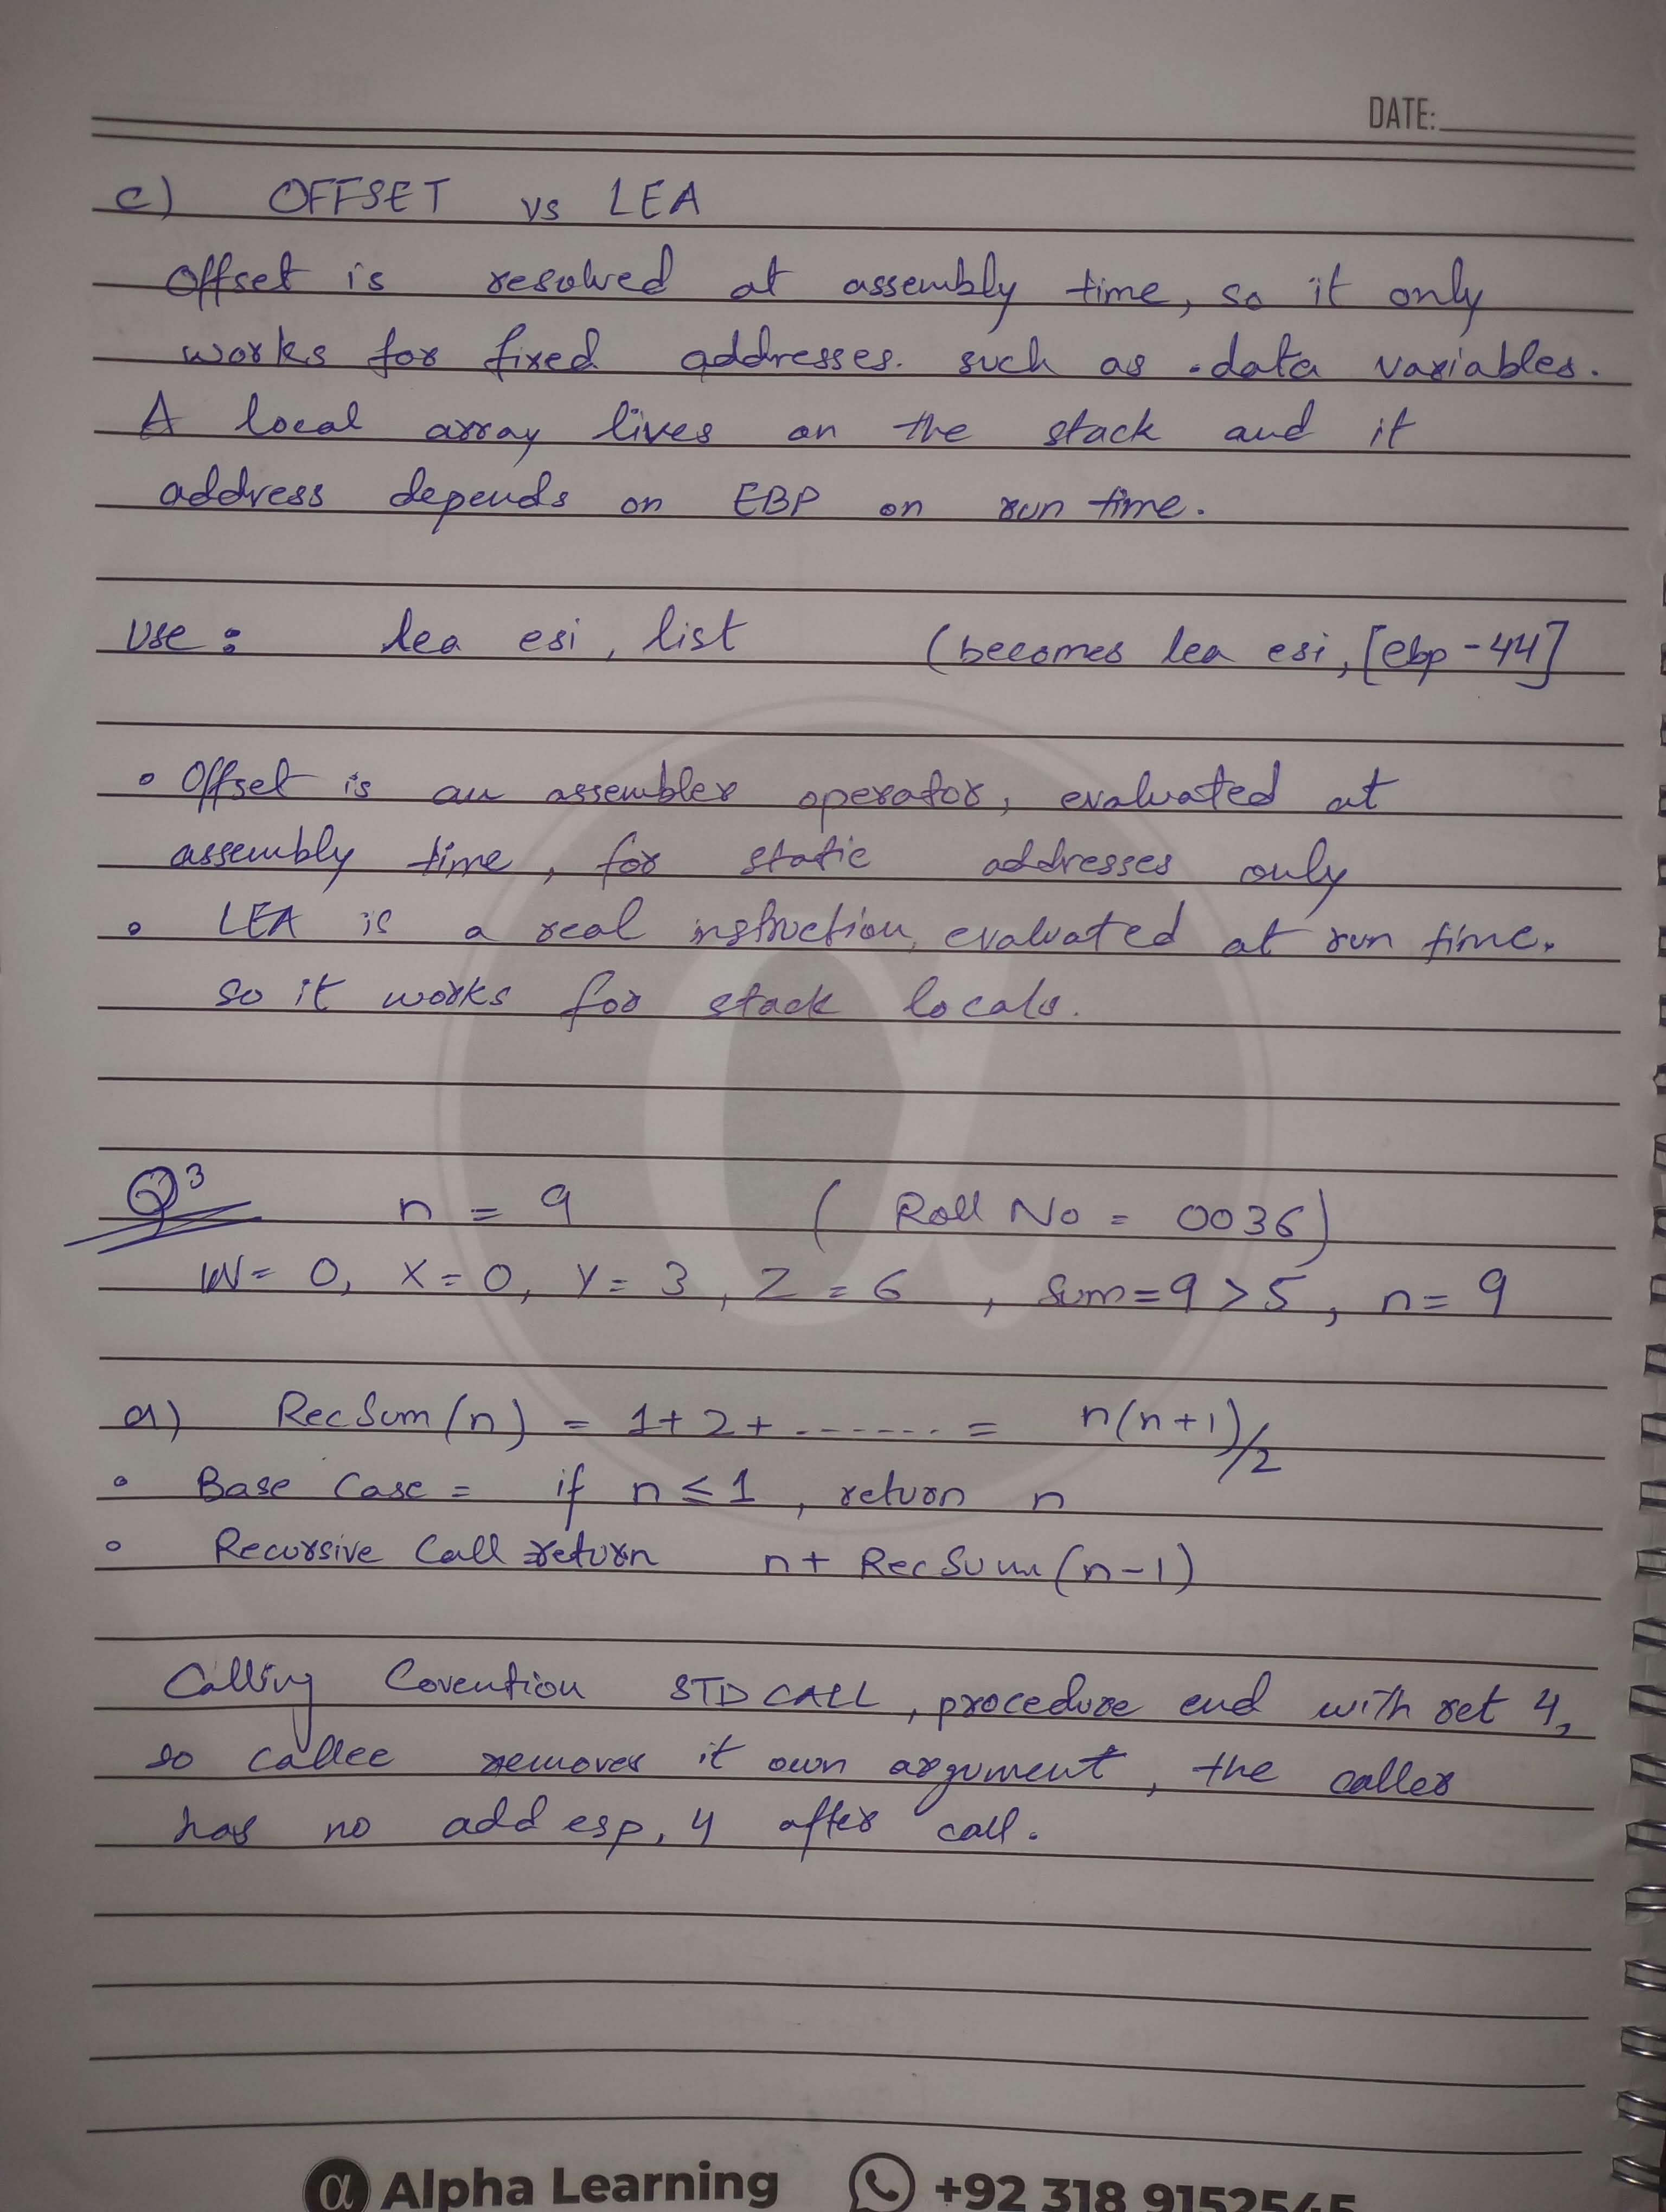 DATE:
c) OFFSET vs LEA
Offset is resolved at assembly time, so it only
works for fixed addresses. such as .data variables.
A local array lives on the stack and it
address depends on EBP on run time.
Use : lea esi, list (becomes lea esi, [ebp-44]
• Offset is an assembler operator, evaluated at
assembly time, for static addresses only
• LEA is a real instruction, evaluated at run time.
so it works for stack locals.
Q3 n = 9 ( Roll No = 0036)
W= 0, X=0, Y= 3, Z = 6, Sum=9>5, n= 9
a) RecSum(n) = 1+2+ ....... = n(n+1)/2
• Base Case = if n≤1, return n
• Recursive Call return n+ RecSum(n-1)
Calling Covention STDCALL, procedure end with ret 4,
so callee removes it own argument, the caller
has no add esp, 4 after call.
α Alpha Learning +92 318 9152545